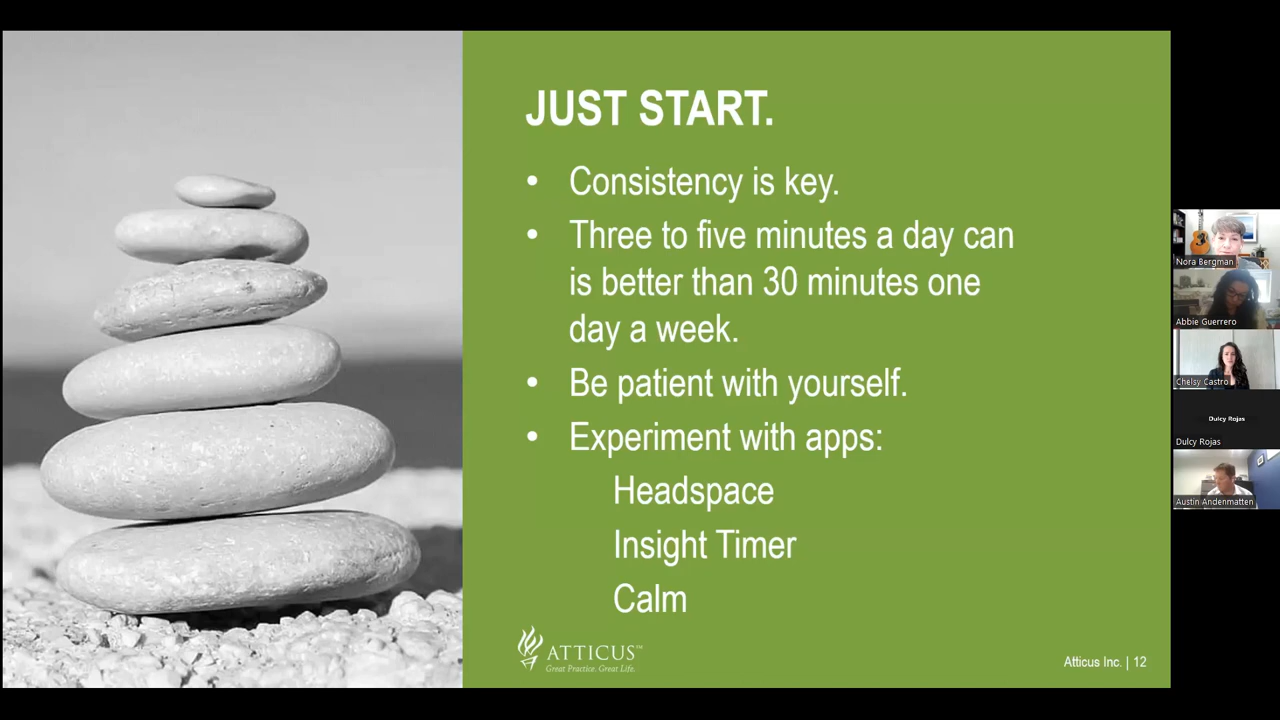 JUST START.
• Consistency is key.
• Three to five minutes a day can
is better than 30 minutes one
day a week.
• Be patient with yourself.
• Experiment with apps:
Headspace
Insight Timer
Calm
ATTICUS™
Great Practice. Great Life.
Atticus Inc. | 12
Nora Bergman
Abbie Guerrero
Chelsy Castro
Dulcy Rojas
Dulcy Rojas
Austin Andenmatten